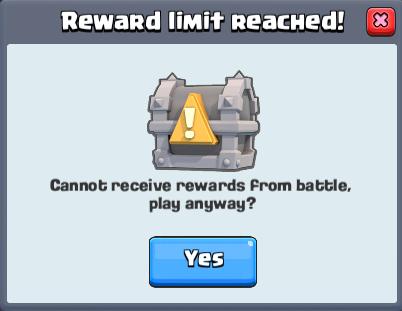 Reward limit reached!
!
Cannot receive rewards from battle,
play anyway?
Yes